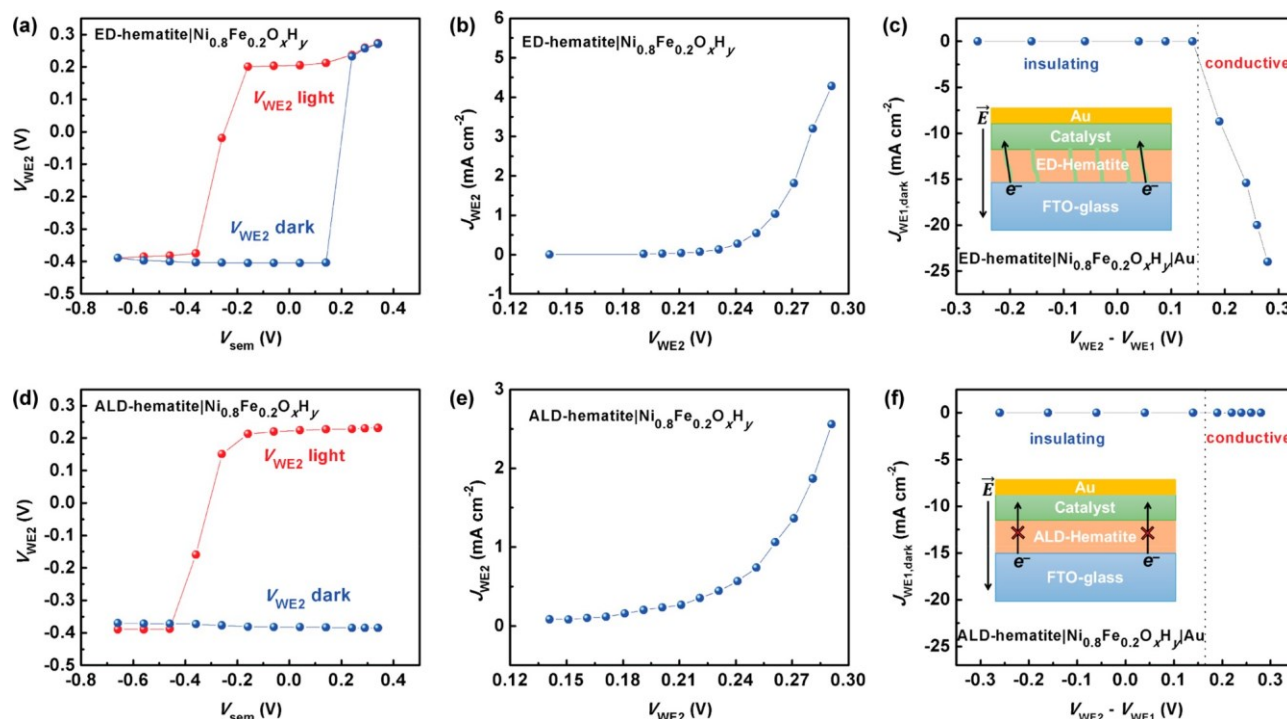 (a)
ED-hematite|Ni0.8Fe0.2OxHy
VWE2 light
VWE2 dark
0.3
0.2
0.1
0.0
-0.1
-0.2
-0.3
-0.4
-0.5
VWE2 (V)
-0.8 -0.6 -0.4 -0.2 0.0 0.2 0.4
Vsem (V)
(b)
ED-hematite|Ni0.8Fe0.2OxHy
6
5
4
3
2
1
0
-1
JWE2 (mA cm-2)
0.12 0.15 0.18 0.21 0.24 0.27 0.30
VWE2 (V)
(c)
insulating
conductive
E
Au
Catalyst
ED-Hematite
e– e–
FTO-glass
ED-hematite|Ni0.8Fe0.2OxHy|Au
0
-5
-10
-15
-20
-25
JWE1,dark (mA cm-2)
-0.3 -0.2 -0.1 0.0 0.1 0.2 0.3
VWE2 - VWE1 (V)
(d)
ALD-hematite|Ni0.8Fe0.2OxHy
VWE2 light
VWE2 dark
0.3
0.2
0.1
0.0
-0.1
-0.2
-0.3
-0.4
-0.5
VWE2 (V)
-0.8 -0.6 -0.4 -0.2 0.0 0.2 0.4
Vsem (V)
(e)
ALD-hematite|Ni0.8Fe0.2OxHy
3
2
1
0
JWE2 (mA cm-2)
0.12 0.15 0.18 0.21 0.24 0.27 0.30
VWE2 (V)
(f)
insulating
conductive
E
Au
Catalyst
ALD-Hematite
e– e–
FTO-glass
ALD-hematite|Ni0.8Fe0.2OxHy|Au
0
-5
-10
-15
-20
-25
JWE1,dark (mA cm-2)
-0.3 -0.2 -0.1 0.0 0.1 0.2 0.3
VWE2 - VWE1 (V)